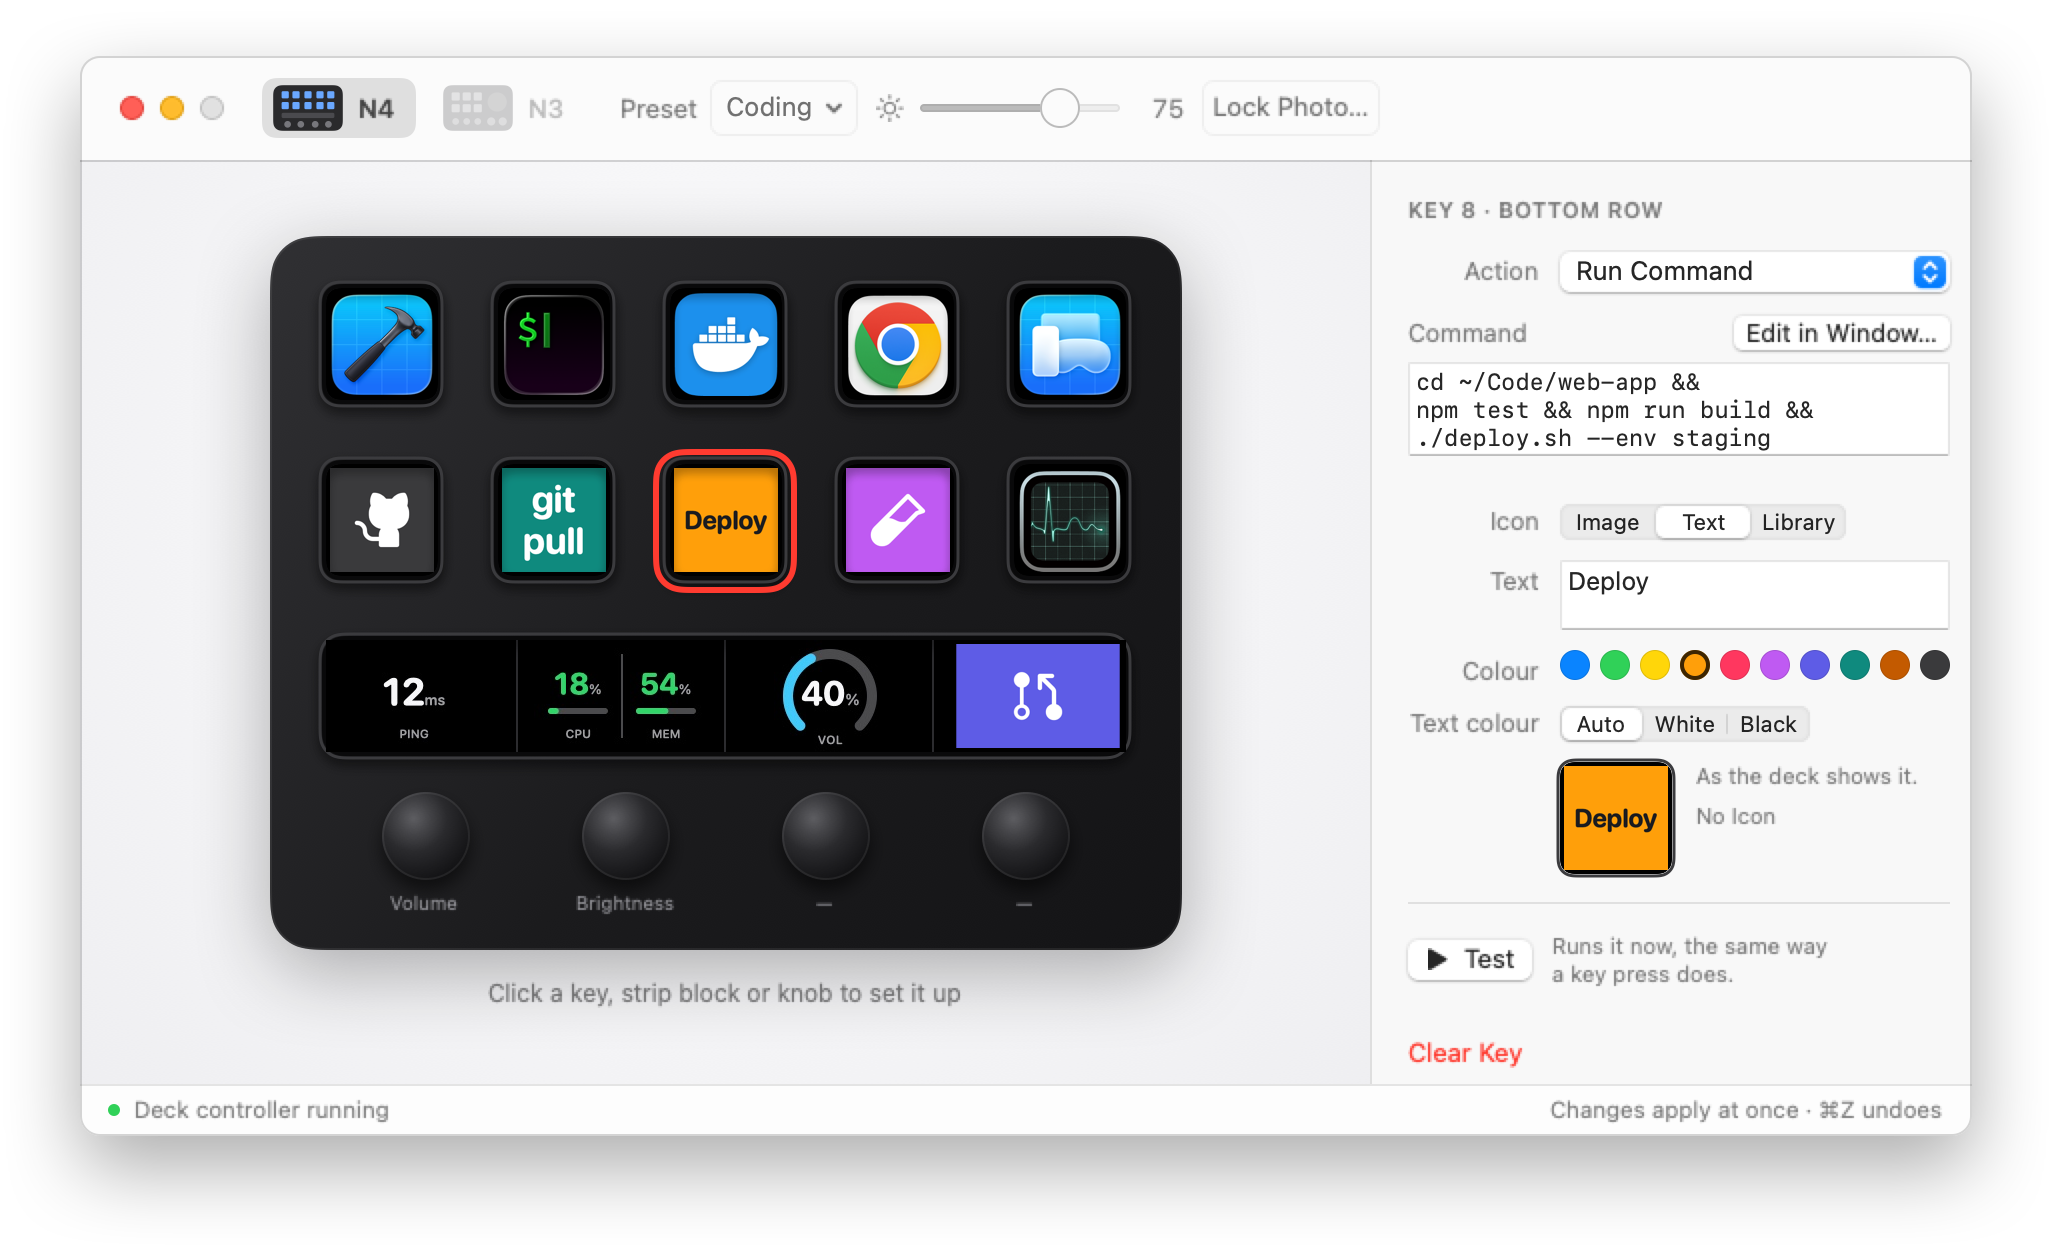 N4
N3
Preset
Coding
75
Lock Photo...
KEY 8 · BOTTOM ROW
Action
Run Command
Command
Edit in Window...
cd ~/Code/web-app &&
npm test && npm run build &&
./deploy.sh --env staging
$
git
pull
Deploy
Icon
Image
Text
Library
Text
Deploy
Colour
Text colour
Auto
White
Black
Deploy
As the deck shows it.
No Icon
12ms
PING
18%
CPU
54%
MEM
40%
VOL
Volume
Brightness
—
—
Click a key, strip block or knob to set it up
Test
Runs it now, the same way
a key press does.
Clear Key
Deck controller running
Changes apply at once · ⌘Z undoes